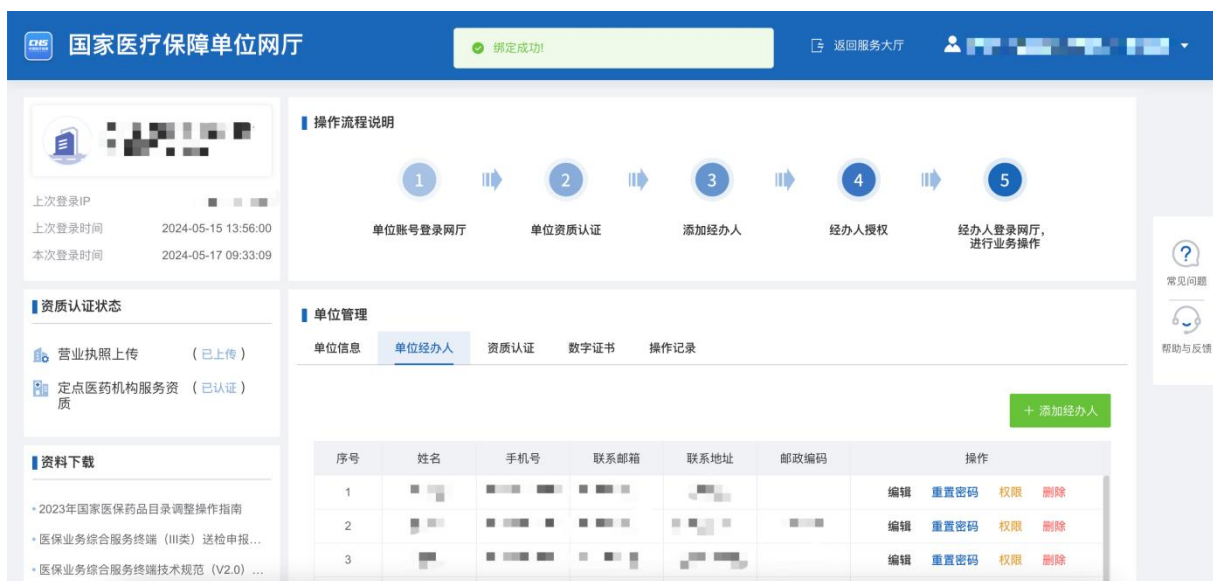 CHS
国家医疗保障单位网厅
绑定成功!
返回服务大厅
上次登录IP
上次登录时间 2024-05-15 13:56:00
本次登录时间 2024-05-17 09:33:09
资质认证状态
营业执照上传 (已上传)
定点医药机构服务资 (已认证)
质
资料下载
2023年国家医保药品目录调整操作指南
医保业务综合服务终端（III类）送检申报...
医保业务综合服务终端技术规范（V2.0）...
操作流程说明
1 2 3 4 5
单位账号登录网厅 单位资质认证 添加经办人 经办人授权 经办人登录网厅，
进行业务操作
单位管理
单位信息 单位经办人 资质认证 数字证书 操作记录
+ 添加经办人
序号 姓名 手机号 联系邮箱 联系地址 邮政编码 操作
1 编辑 重置密码 权限 删除
2 编辑 重置密码 权限 删除
3 编辑 重置密码 权限 删除
常见问题
帮助与反馈